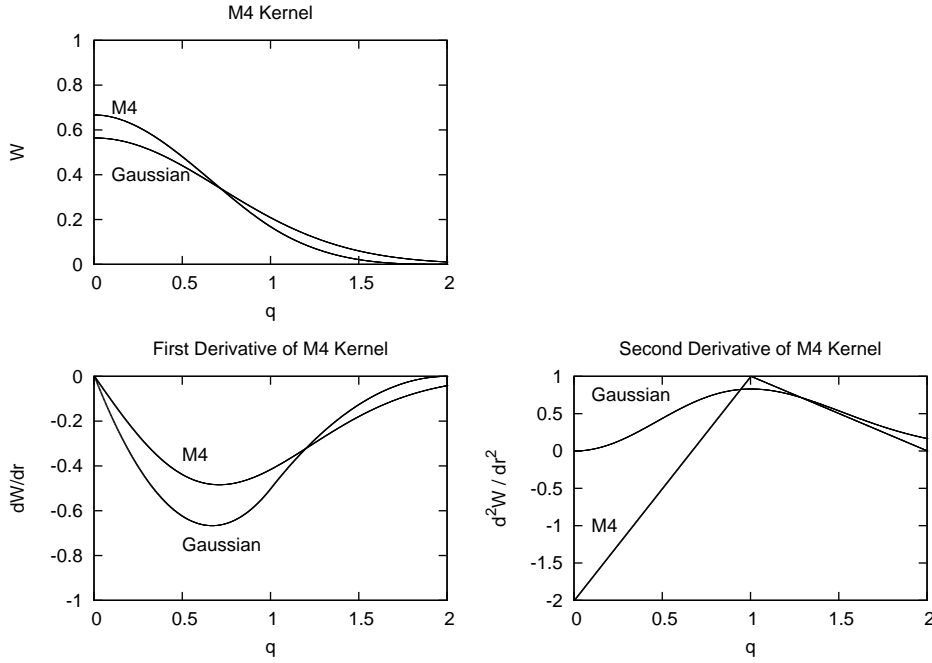 M4 Kernel
1
0.8
0.6
0.4
0.2
0
W
M4
Gaussian
0 0.5 1 1.5 2
q
First Derivative of M4 Kernel
0
-0.2
-0.4
-0.6
-0.8
-1
dW/dr
M4
Gaussian
0 0.5 1 1.5 2
q
Second Derivative of M4 Kernel
1
0.5
0
-0.5
-1
-1.5
-2
d²W / dr²
Gaussian
M4
0 0.5 1 1.5 2
q